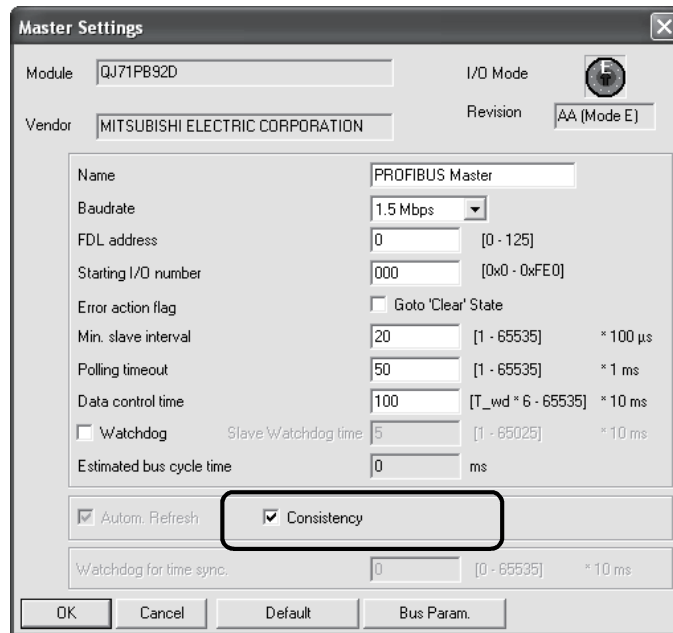 Master Settings
Module QJ71PB92D I/O Mode E
Vendor MITSUBISHI ELECTRIC CORPORATION Revision AA (Mode E)
Name PROFIBUS Master
Baudrate 1.5 Mbps
FDL address 0 [0 - 125]
Starting I/O number 000 [0x0 - 0xFE0]
Error action flag Goto 'Clear' State
Min. slave interval 20 [1 - 65535] * 100 µs
Polling timeout 50 [1 - 65535] * 1 ms
Data control time 100 [T_wd * 6 - 65535] * 10 ms
Watchdog Slave Watchdog time 5 [1 - 65025] * 10 ms
Estimated bus cycle time 0 ms
Autom. Refresh Consistency
Watchdog for time sync. 0 [0 - 65535] * 10 ms
OK Cancel Default Bus Param.